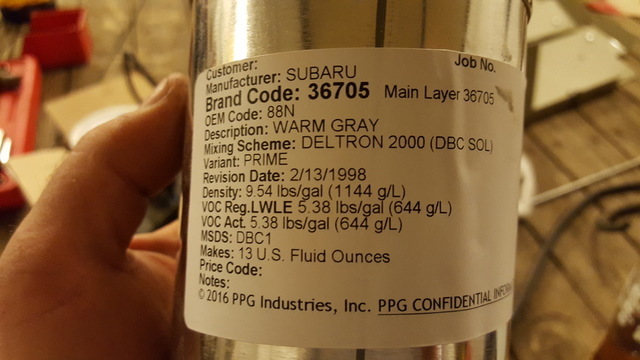 Customer:
Job No.
Manufacturer: SUBARU
Brand Code: 36705 Main Layer 36705
OEM Code: 88N
Description: WARM GRAY
Mixing Scheme: DELTRON 2000 (DBC SOL)
Variant: PRIME
Revision Date: 2/13/1998
Density: 9.54 lbs/gal (1144 g/L)
VOC Reg.LWLE 5.38 lbs/gal (644 g/L)
VOC Act. 5.38 lbs/gal (644 g/L)
MSDS: DBC1
Makes: 13 U.S. Fluid Ounces
Price Code:
Notes:
©2016 PPG Industries, Inc. PPG CONFIDENTIAL